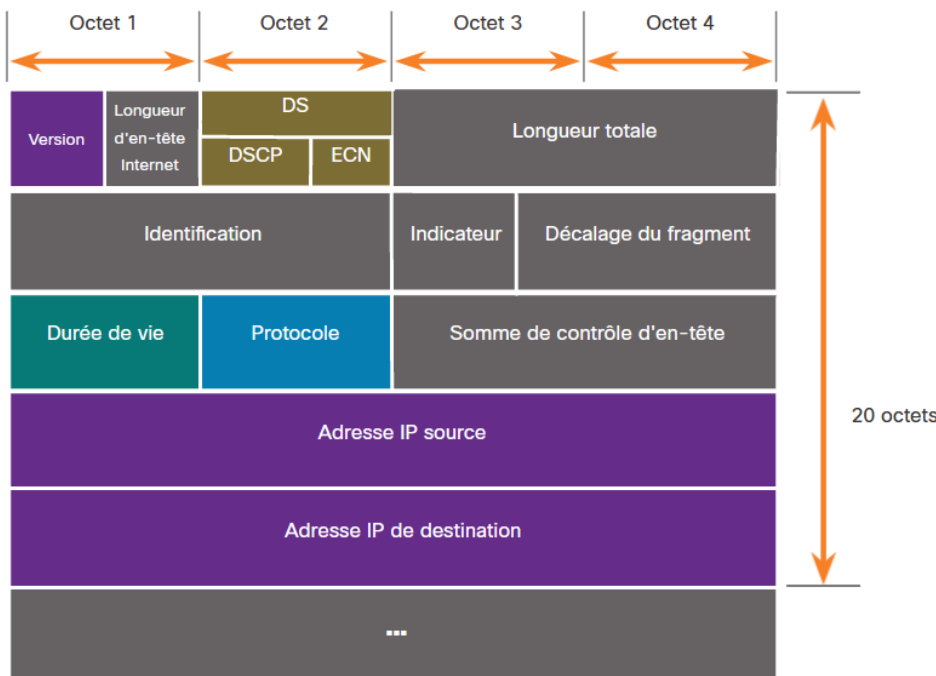 Octet 1 Octet 2 Octet 3 Octet 4
Version
Longueur
d'en-tête
Internet
DS
DSCP ECN
Longueur totale
Identification Indicateur Décalage du fragment
Durée de vie Protocole Somme de contrôle d'en-tête
Adresse IP source
20 octets
Adresse IP de destination
...